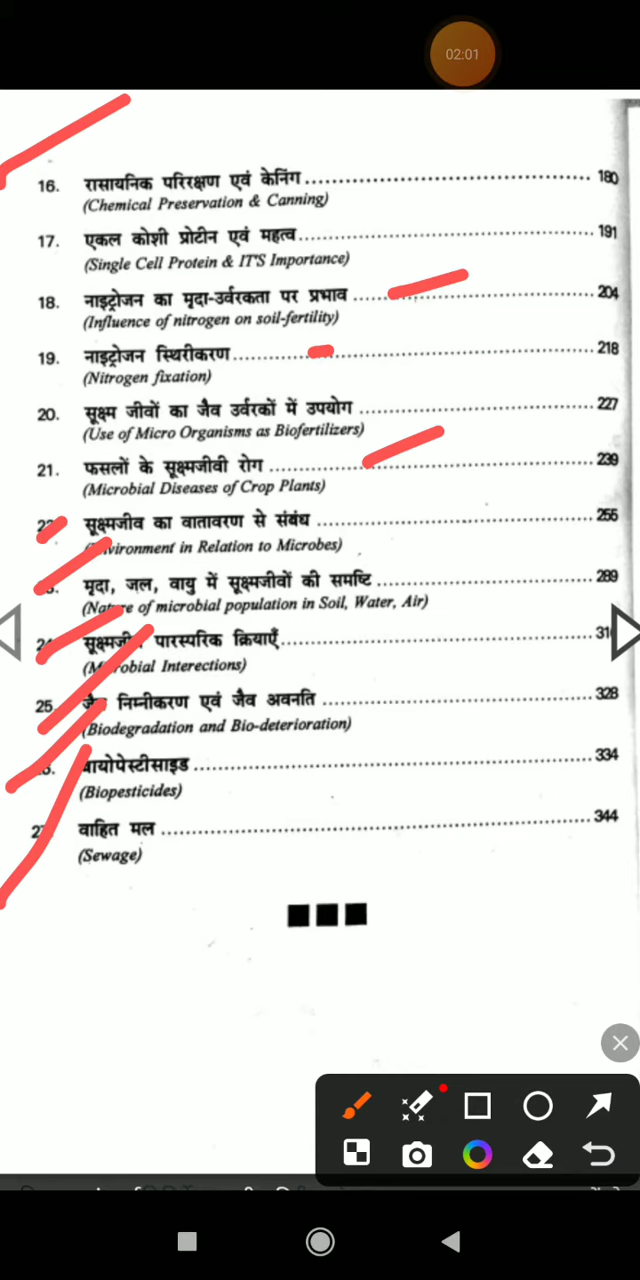 02:01
16. रासायनिक परिरक्षण एवं केनिंग ........ 180
(Chemical Preservation & Canning)
17. एकल कोशी प्रोटीन एवं महत्व ........ 191
(Single Cell Protein & IT'S Importance)
18. नाइट्रोजन का मृदा-उर्वरकता पर प्रभाव ........ 204
(Influence of nitrogen on soil-fertility)
19. नाइट्रोजन स्थिरीकरण ........ 218
(Nitrogen fixation)
20. सूक्ष्म जीवों का जैव उर्वरकों में उपयोग ........ 227
(Use of Micro Organisms as Biofertilizers)
21. फसलों के सूक्ष्मजीवी रोग ........ 239
(Microbial Diseases of Crop Plants)
सूक्ष्मजीव का वातावरण से संबंध ........ 255
in Relation to Microbes)
मृदा, जल, वायु में सूक्ष्मजीवों की समष्टि ........ 289
of microbial population in Soil, Water, Air)
पारस्परिक क्रियाएँ ........
Interections)
25. निम्नीकरण एवं जैव अवनति ........ 328
(Biodegradation and Bio-deterioration)
बायोपेस्टीसाइड ........ 334
(Biopesticides)
वाहित मल ........ 344
(Sewage)